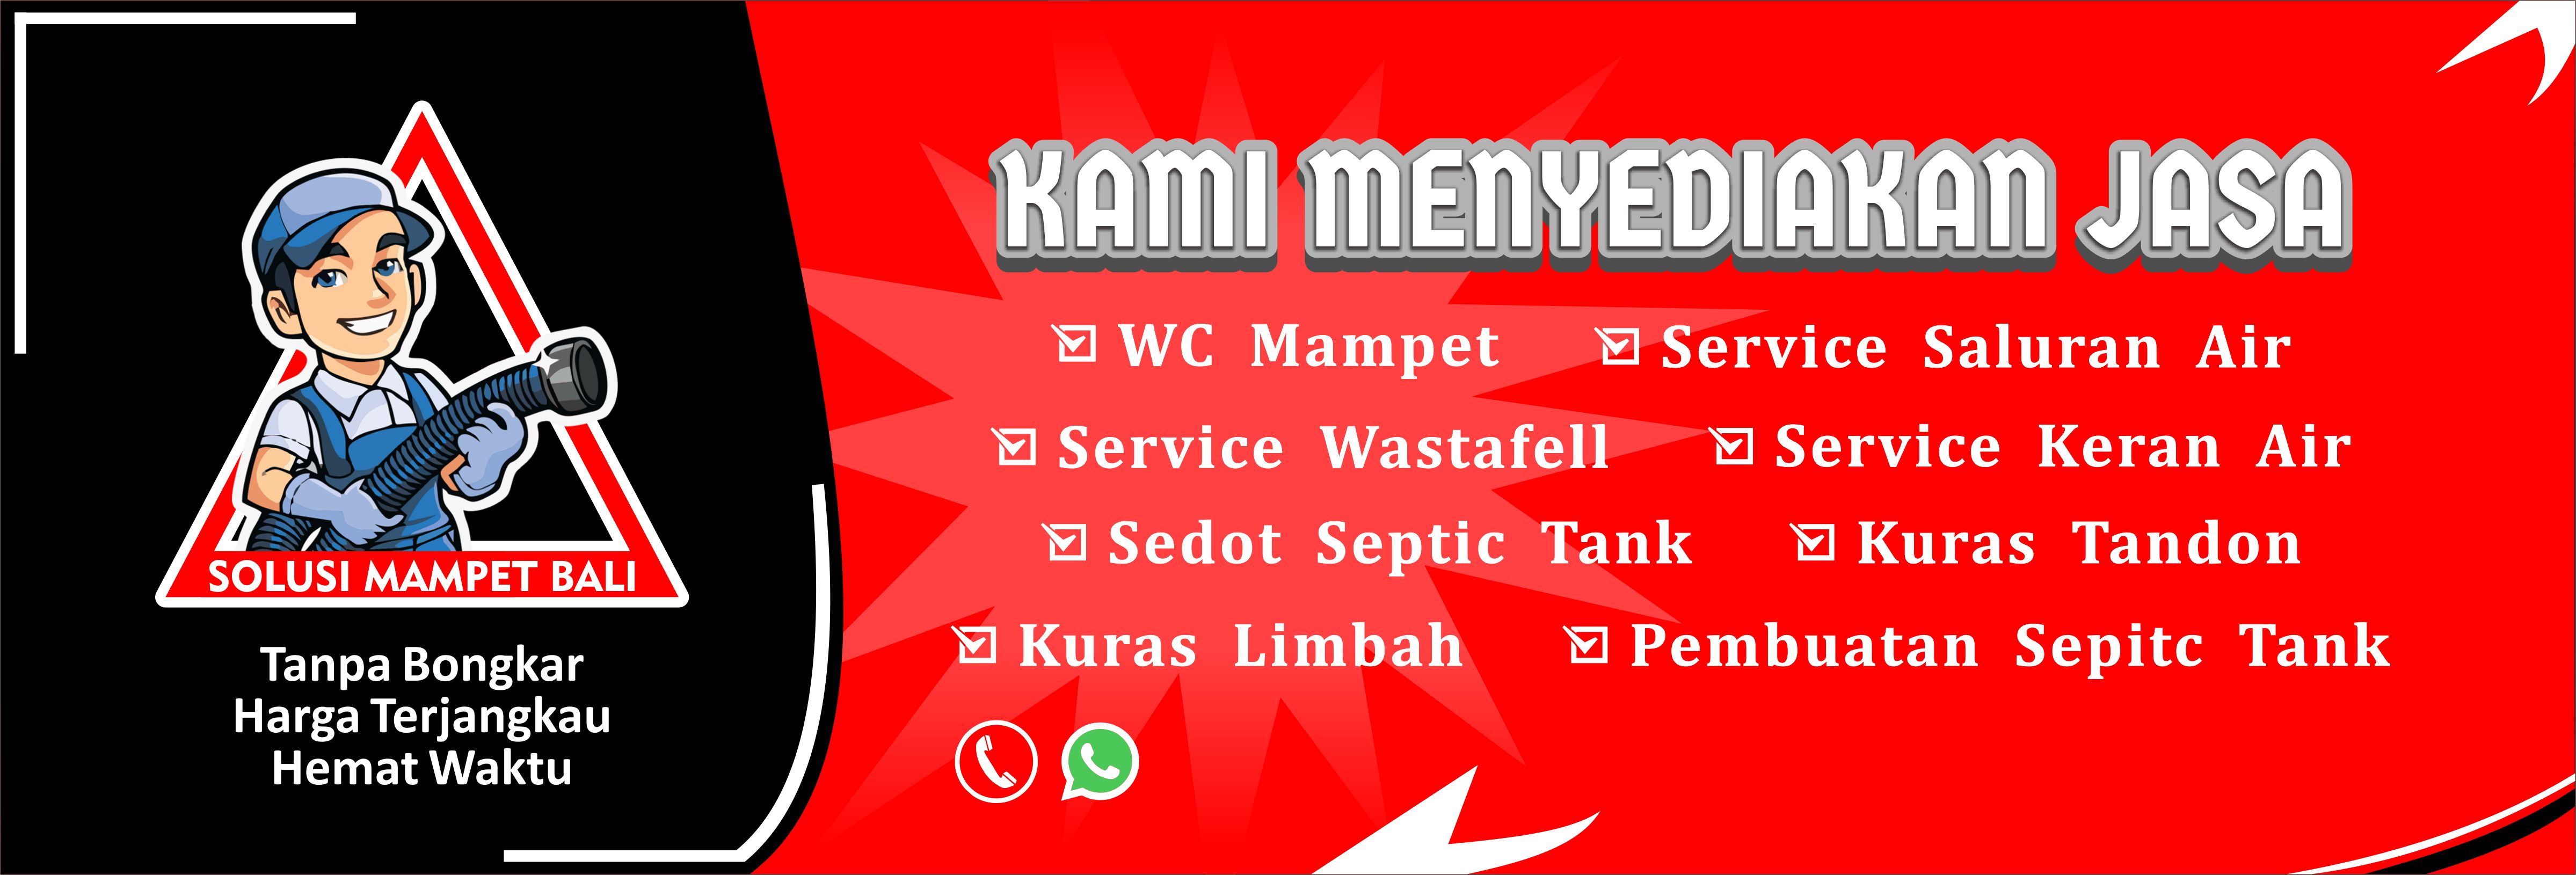 SOLUSI MAMPET BALI
Tanpa Bongkar
Harga Terjangkau
Hemat Waktu
KAMI MENYEDIAKAN JASA
WC Mampet
Service Saluran Air
Service Wastafell
Service Keran Air
Sedot Septic Tank
Kuras Tandon
Kuras Limbah
Pembuatan Sepitc Tank